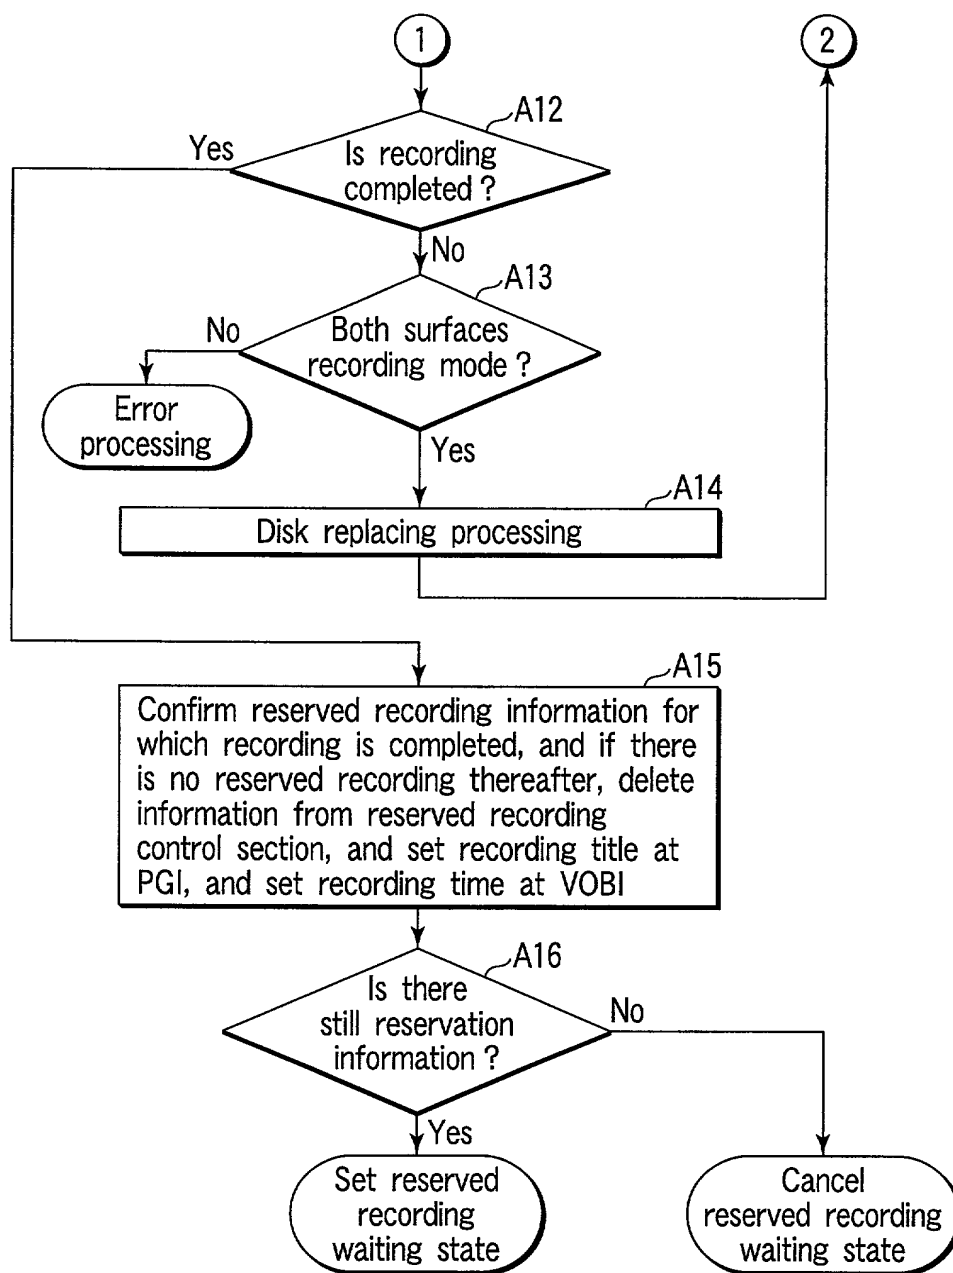 1
2
A12
Yes
Is recording
completed ?
No
A13
No
Both surfaces
recording mode ?
Error
processing
Yes
A14
Disk replacing processing
A15
Confirm reserved recording information for
which recording is completed, and if there
is no reserved recording thereafter, delete
information from reserved recording
control section, and set recording title at
PGI, and set recording time at VOBI
A16
Is there
still reservation
information ?
No
Yes
Set reserved
recording
waiting state
Cancel
reserved recording
waiting state